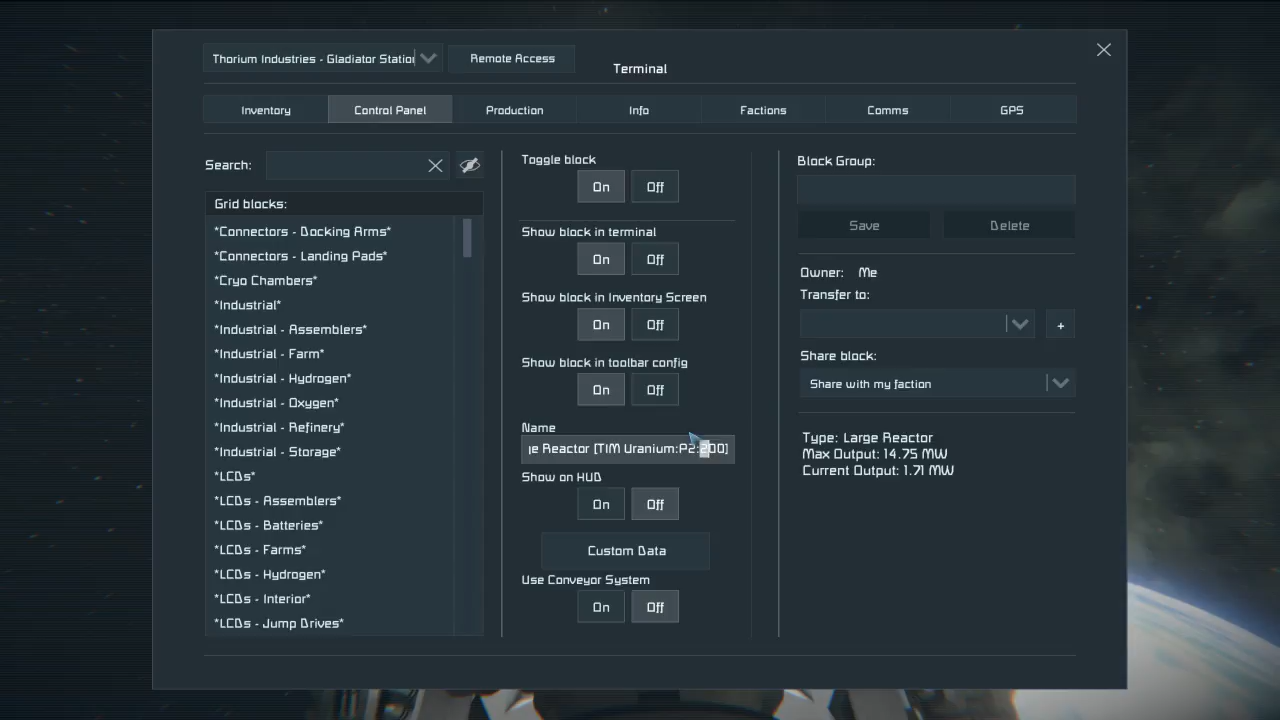 Thorium Industries - Gladiator Station
Remote Access
Terminal
Inventory
Control Panel
Production
Info
Factions
Comms
GPS
Search:
Grid blocks:
*Connectors - Docking Arms*
*Connectors - Landing Pads*
*Cryo Chambers*
*Industrial*
*Industrial - Assemblers*
*Industrial - Farm*
*Industrial - Hydrogen*
*Industrial - Oxygen*
*Industrial - Refinery*
*Industrial - Storage*
*LCDs*
*LCDs - Assemblers*
*LCDs - Batteries*
*LCDs - Farms*
*LCDs - Hydrogen*
*LCDs - Interior*
*LCDs - Jump Drives*
Toggle block
On Off
Show block in terminal
On Off
Show block in Inventory Screen
On Off
Show block in toolbar config
On Off
Name
ge Reactor [TIM Uranium:P2:200]
Show on HUD
On Off
Custom Data
Use Conveyor System
On Off
Block Group:
Save
Delete
Owner: Me
Transfer to:
+
Share block:
Share with my faction
Type: Large Reactor
Max Output: 14.75 MW
Current Output: 1.71 MW